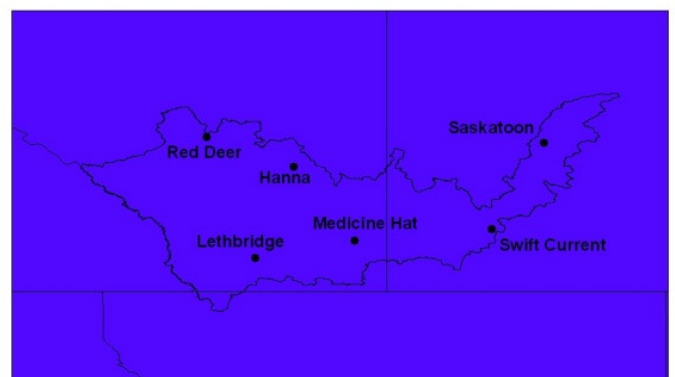 Saskatoon
Red Deer
Hanna
Medicine Hat
Lethbridge
Swift Current